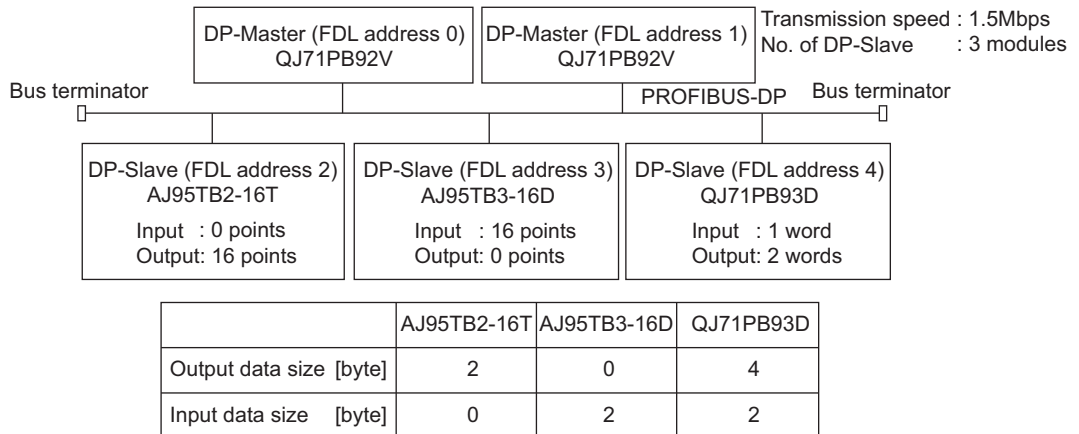 DP-Master (FDL address 0)
QJ71PB92V
DP-Master (FDL address 1)
QJ71PB92V
Transmission speed : 1.5Mbps
No. of DP-Slave : 3 modules
Bus terminator
PROFIBUS-DP
Bus terminator
DP-Slave (FDL address 2)
AJ95TB2-16T
Input : 0 points
Output: 16 points
DP-Slave (FDL address 3)
AJ95TB3-16D
Input : 16 points
Output: 0 points
DP-Slave (FDL address 4)
QJ71PB93D
Input : 1 word
Output: 2 words
AJ95TB2-16T AJ95TB3-16D QJ71PB93D
Output data size [byte] 2 0 4
Input data size [byte] 0 2 2